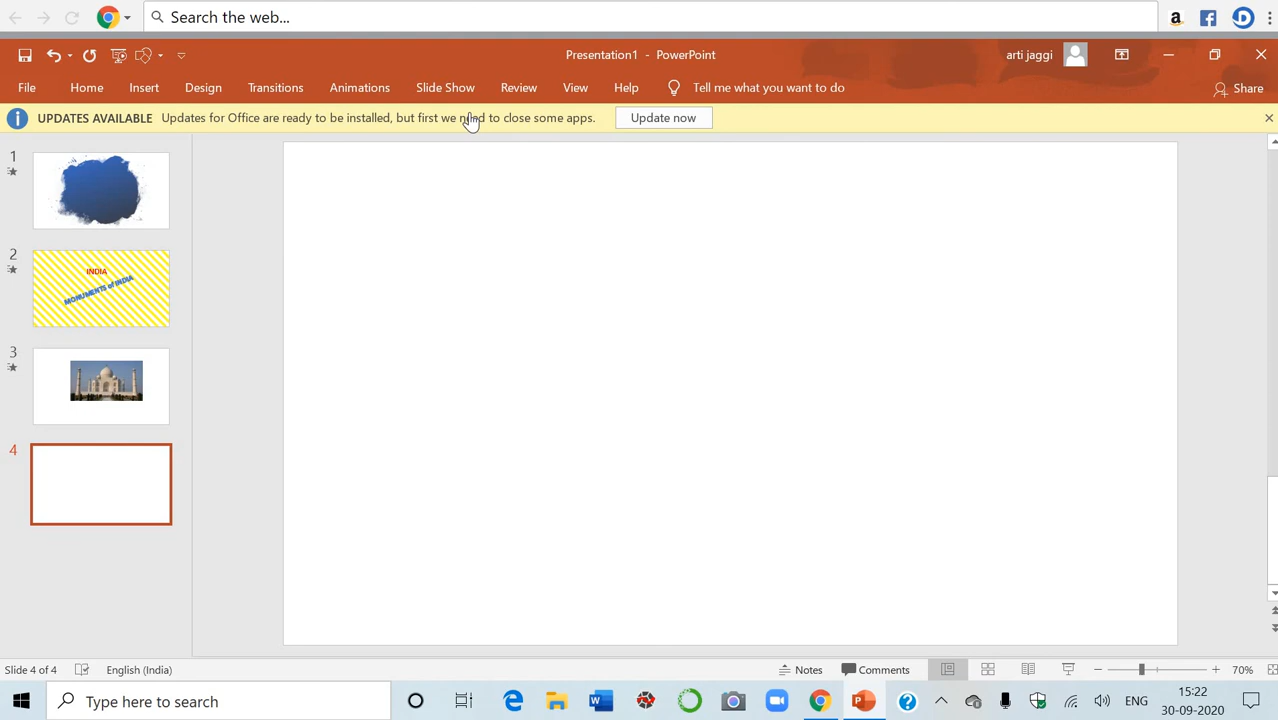 Search the web...
Presentation1 - PowerPoint
arti jaggi
File Home Insert Design Transitions Animations Slide Show Review View Help Tell me what you want to do Share
UPDATES AVAILABLE Updates for Office are ready to be installed, but first we need to close some apps. Update now
1
2
INDIA
MONUMENTS of INDIA
3
4
Slide 4 of 4 English (India) Notes Comments 70%
Type here to search
ENG
15:22
30-09-2020